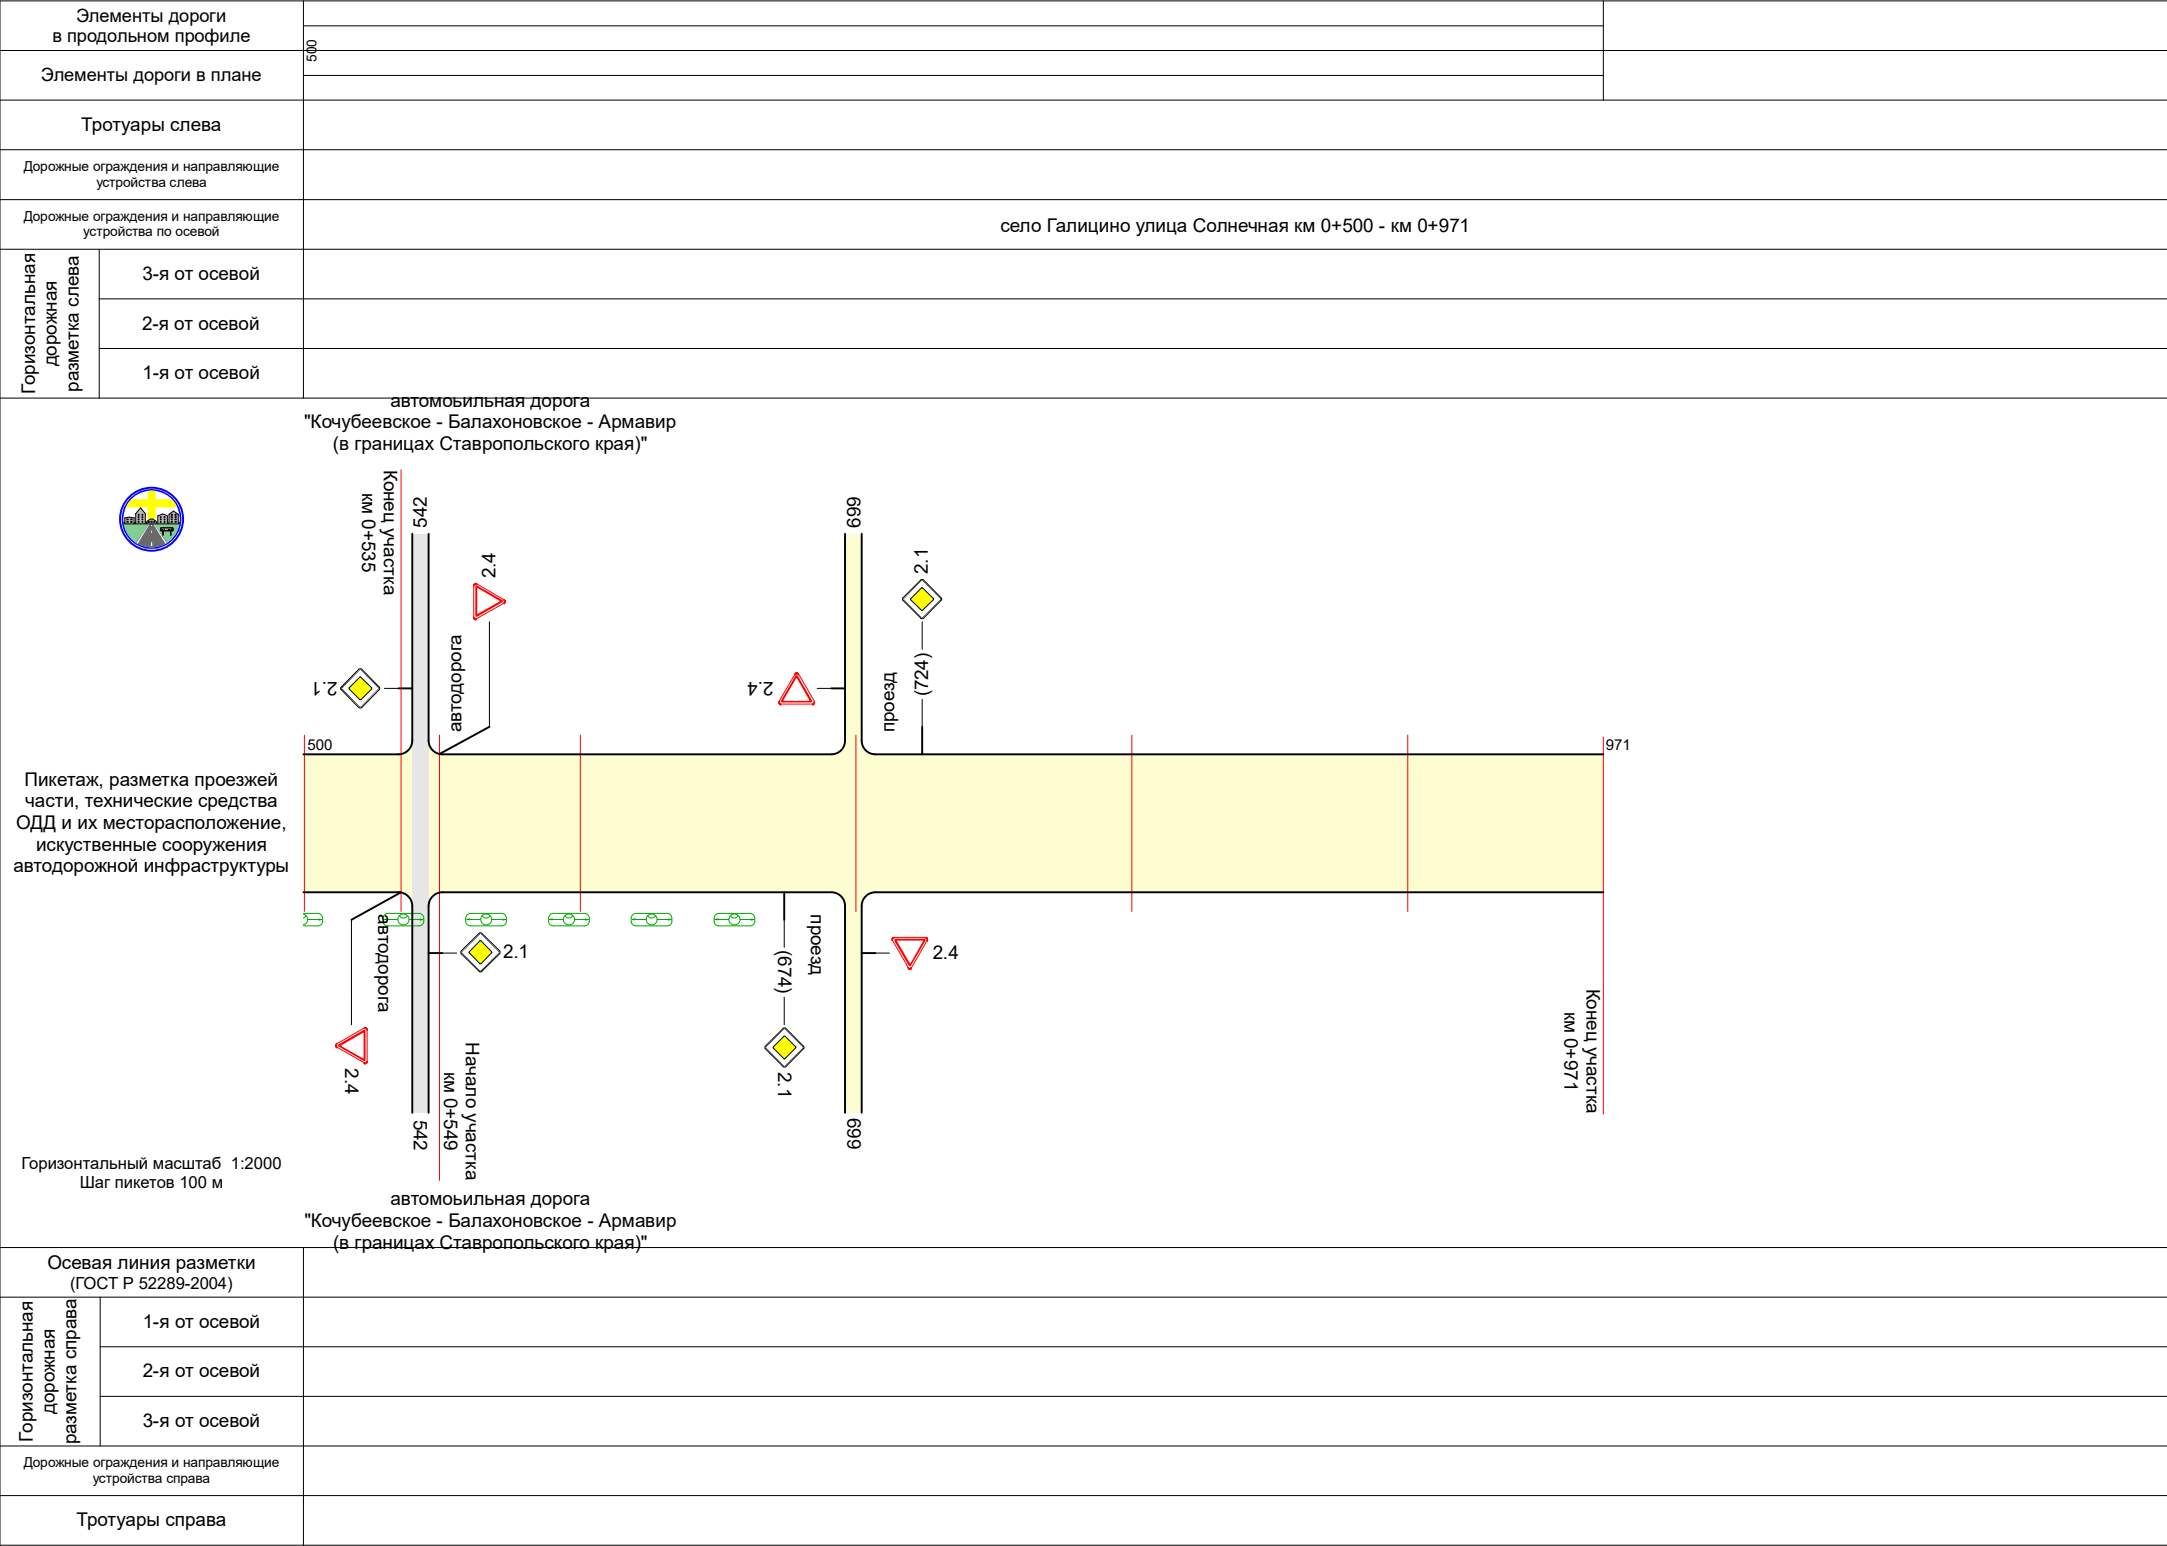 Элементы дороги
в продольном профиле
500
Элементы дороги в плане
Тротуары слева
Дорожные ограждения и направляющие
устройства слева
Дорожные ограждения и направляющие
устройства по осевой
село Галицино улица Солнечная км 0+500 - км 0+971
Горизонтальная
дорожная
разметка слева
3-я от осевой
2-я от осевой
1-я от осевой
автомоьильная дорога
"Кочубеевское - Балахоновское - Армавир
(в границах Ставропольского края)"
Конец участка
км 0+535
542
2.4
автодорога
2.1
699
2.4
проезд
2.1
(724)
500
971
Пикетаж, разметка проезжей
части, технические средства
ОДД и их месторасположение,
искуственные сооружения
автодорожной инфраструктуры
автодорога
2.4
2.1
542
Начало участка
км 0+549
проезд
(674)
2.1
2.4
699
Конец участка
км 0+971
Горизонтальный масштаб 1:2000
Шаг пикетов 100 м
автомоьильная дорога
"Кочубеевское - Балахоновское - Армавир
(в границах Ставропольского края)"
Осевая линия разметки
(ГОСТ Р 52289-2004)
Горизонтальная
дорожная
разметка справа
1-я от осевой
2-я от осевой
3-я от осевой
Дорожные ограждения и направляющие
устройства справа
Тротуары справа